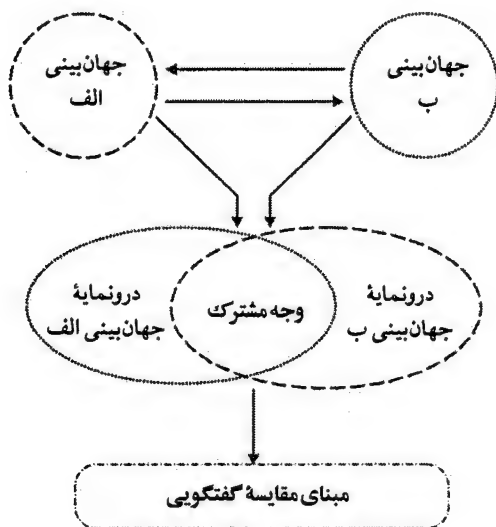 جهان‌بینی
ب
جهان‌بینی
الف
درونمایهٔ
جهان‌بینی ب
وجه مشترک
درونمایهٔ
جهان‌بینی الف
مبنای مقایسهٔ گفتگویی